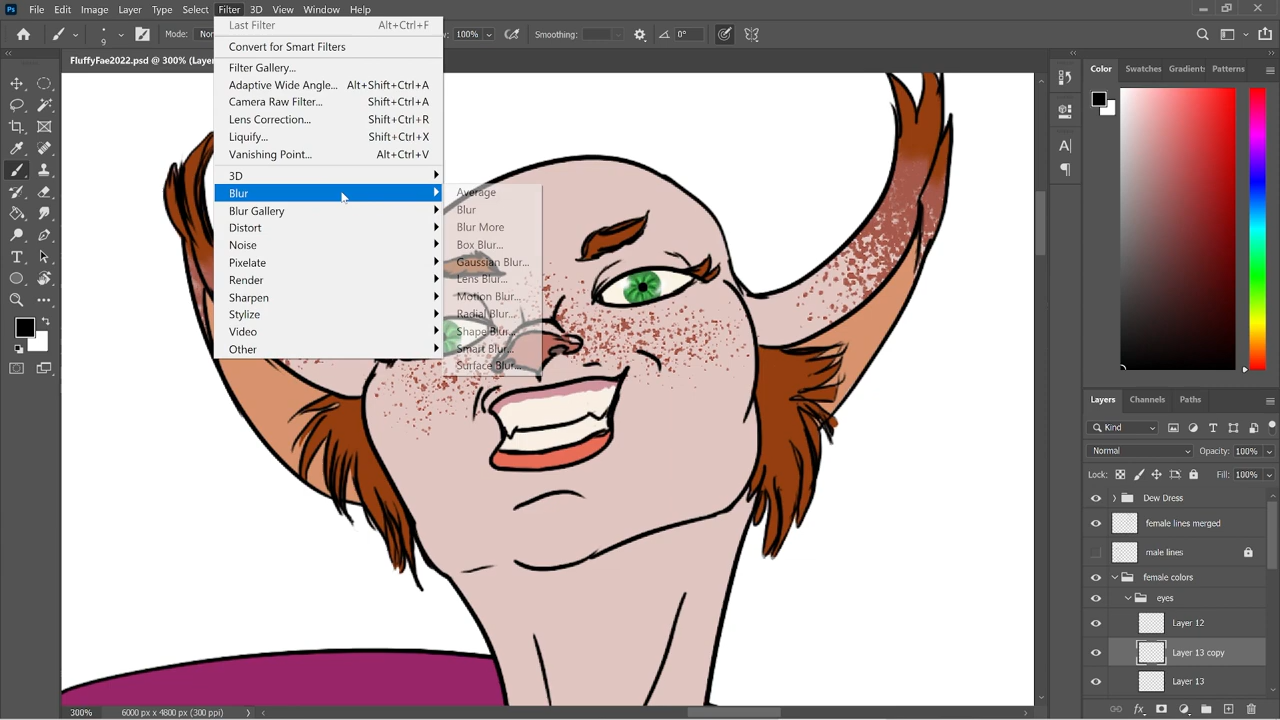 Ps File Edit Image Layer Type Select Filter 3D View Window Help
9 Mode: 100% Smoothing: 0°
FluffyFae2022.psd @ 300%
Last Filter Alt+Ctrl+F
Convert for Smart Filters
Filter Gallery...
Adaptive Wide Angle... Alt+Shift+Ctrl+A
Camera Raw Filter... Shift+Ctrl+A
Lens Correction... Shift+Ctrl+R
Liquify... Shift+Ctrl+X
Vanishing Point... Alt+Ctrl+V
3D
Blur
Blur Gallery
Distort
Noise
Pixelate
Render
Sharpen
Stylize
Video
Other
Average
Blur
Blur More
Box Blur...
Gaussian Blur...
Lens Blur...
Motion Blur...
Radial Blur...
Shape Blur...
Smart Blur...
Surface Blur...
Color Swatches Gradients Patterns
Layers Channels Paths
Kind
Normal Opacity: 100%
Lock: Fill: 100%
Dew Dress
female lines merged
male lines
female colors
eyes
Layer 12
Layer 13 copy
Layer 13
300% 6000 px x 4800 px (300 ppi)